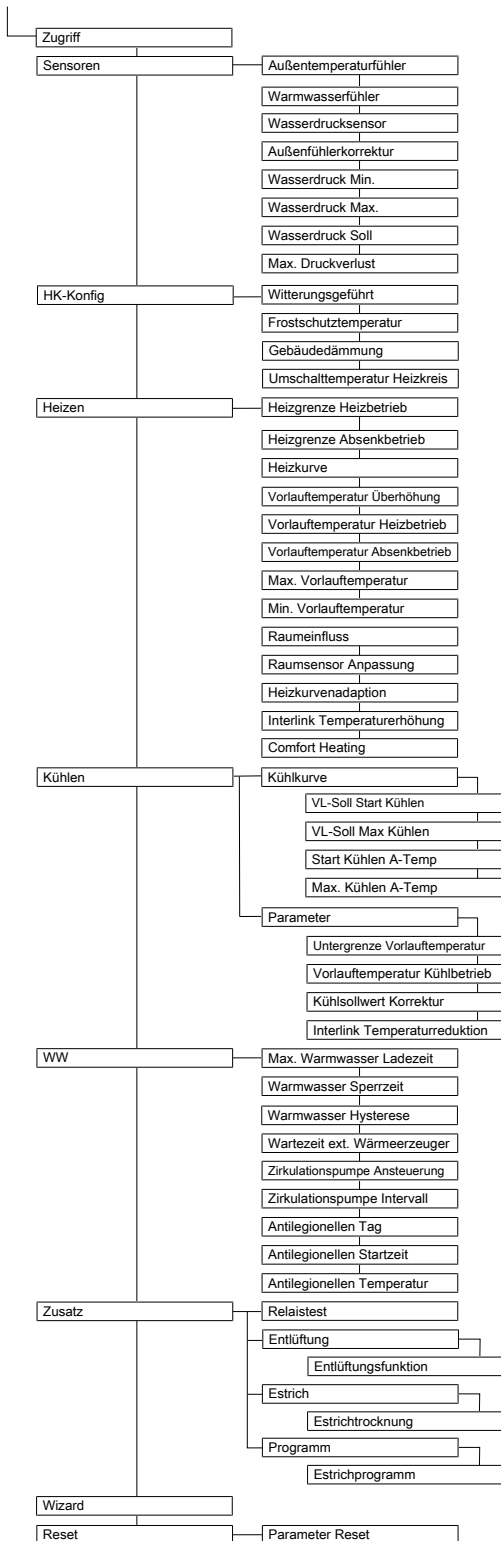 Zugriff
Sensoren
Außentemperaturfühler
Warmwasserfühler
Wasserdrucksensor
Außenfühlerkorrektur
Wasserdruck Min.
Wasserdruck Max.
Wasserdruck Soll
Max. Druckverlust
HK-Konfig
Witterungsgeführt
Frostschutztemperatur
Gebäudedämmung
Umschalttemperatur Heizkreis
Heizen
Heizgrenze Heizbetrieb
Heizgrenze Absenkbetrieb
Heizkurve
Vorlauftemperatur Überhöhung
Vorlauftemperatur Heizbetrieb
Vorlauftemperatur Absenkbetrieb
Max. Vorlauftemperatur
Min. Vorlauftemperatur
Raumeinfluss
Raumsensor Anpassung
Heizkurvenadaption
Interlink Temperaturerhöhung
Comfort Heating
Kühlen
Kühlkurve
VL-Soll Start Kühlen
VL-Soll Max Kühlen
Start Kühlen A-Temp
Max. Kühlen A-Temp
Parameter
Untergrenze Vorlauftemperatur
Vorlauftemperatur Kühlbetrieb
Kühlsollwert Korrektur
Interlink Temperaturreduktion
WW
Max. Warmwasser Ladezeit
Warmwasser Sperrzeit
Warmwasser Hysterese
Wartezeit ext. Wärmeerzeuger
Zirkulationspumpe Ansteuerung
Zirkulationspumpe Intervall
Antilegionellen Tag
Antilegionellen Startzeit
Antilegionellen Temperatur
Zusatz
Relaistest
Entlüftung
Entlüftungsfunktion
Estrich
Estrichtrocknung
Programm
Estrichprogramm
Wizard
Reset
Parameter Reset